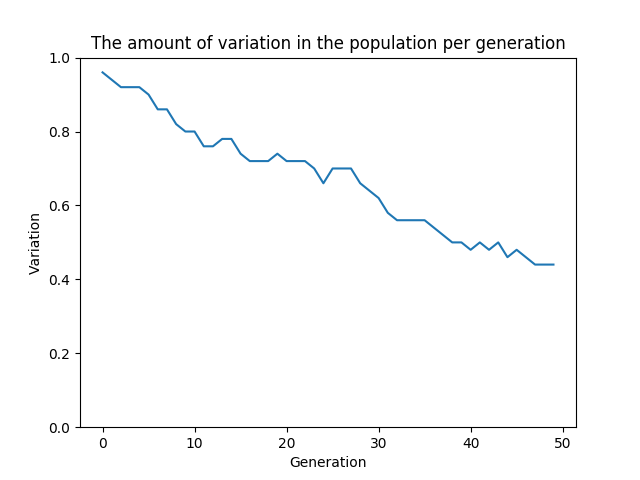 The amount of variation in the population per generation
1.0
0.8
0.6
0.4
0.2
0.0
Variation
0 10 20 30 40 50
Generation